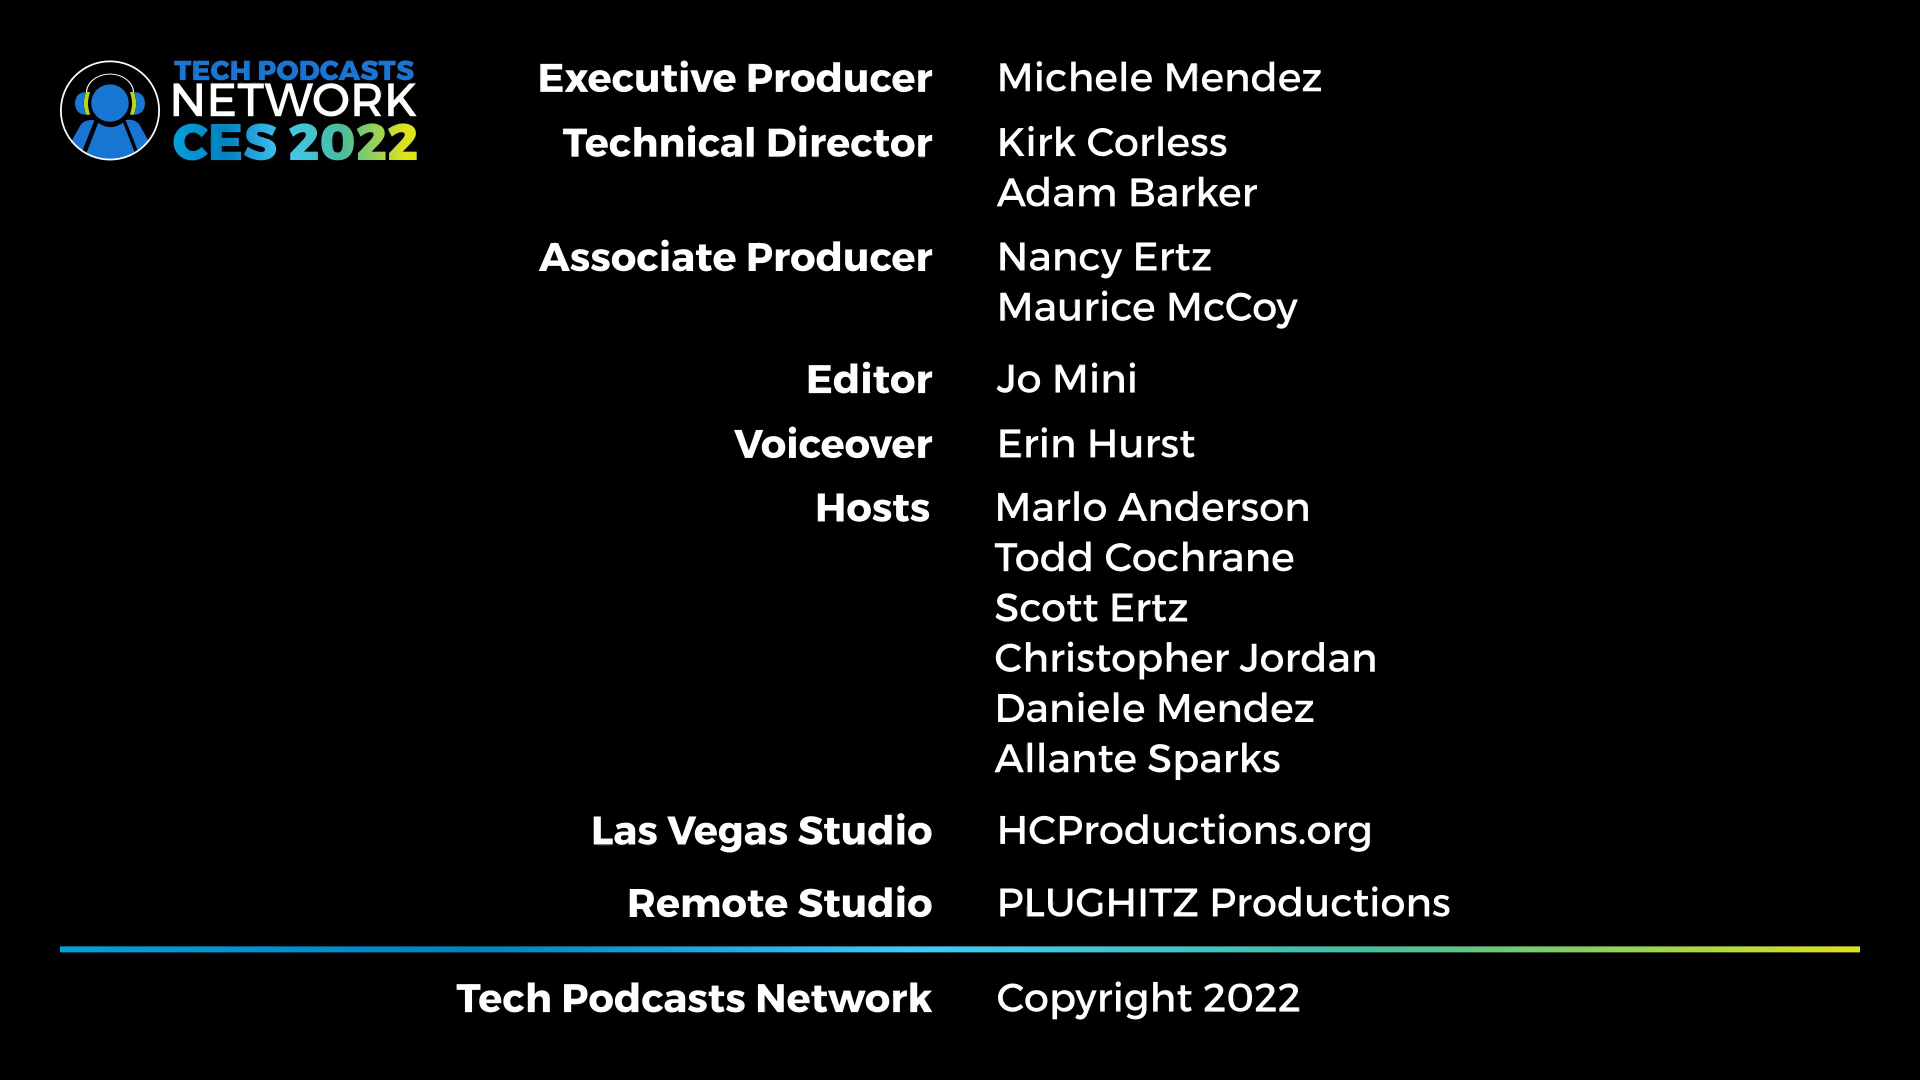 TECH PODCASTS
NETWORK
CES 2022
Executive Producer Michele Mendez
Technical Director Kirk Corless
Adam Barker
Associate Producer Nancy Ertz
Maurice McCoy
Editor Jo Mini
Voiceover Erin Hurst
Hosts Marlo Anderson
Todd Cochrane
Scott Ertz
Christopher Jordan
Daniele Mendez
Allante Sparks
Las Vegas Studio HCProductions.org
Remote Studio PLUGHITZ Productions
Tech Podcasts Network Copyright 2022